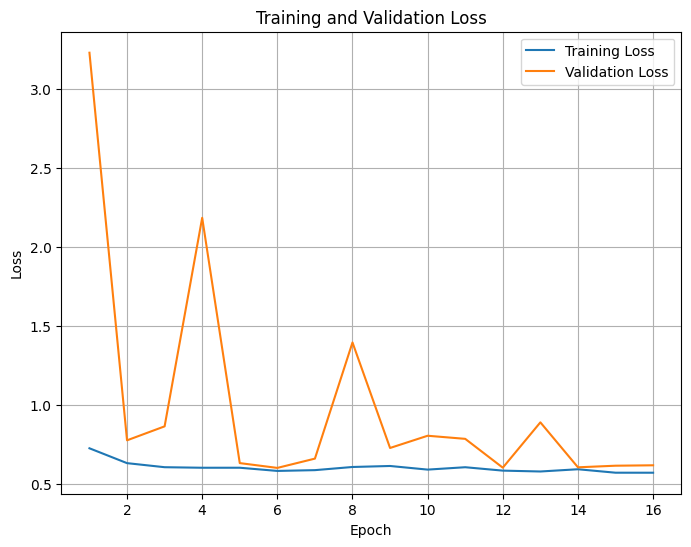 Training and Validation Loss
Training Loss
Validation Loss
3.0
2.5
2.0
1.5
1.0
0.5
Loss
2 4 6 8 10 12 14 16
Epoch